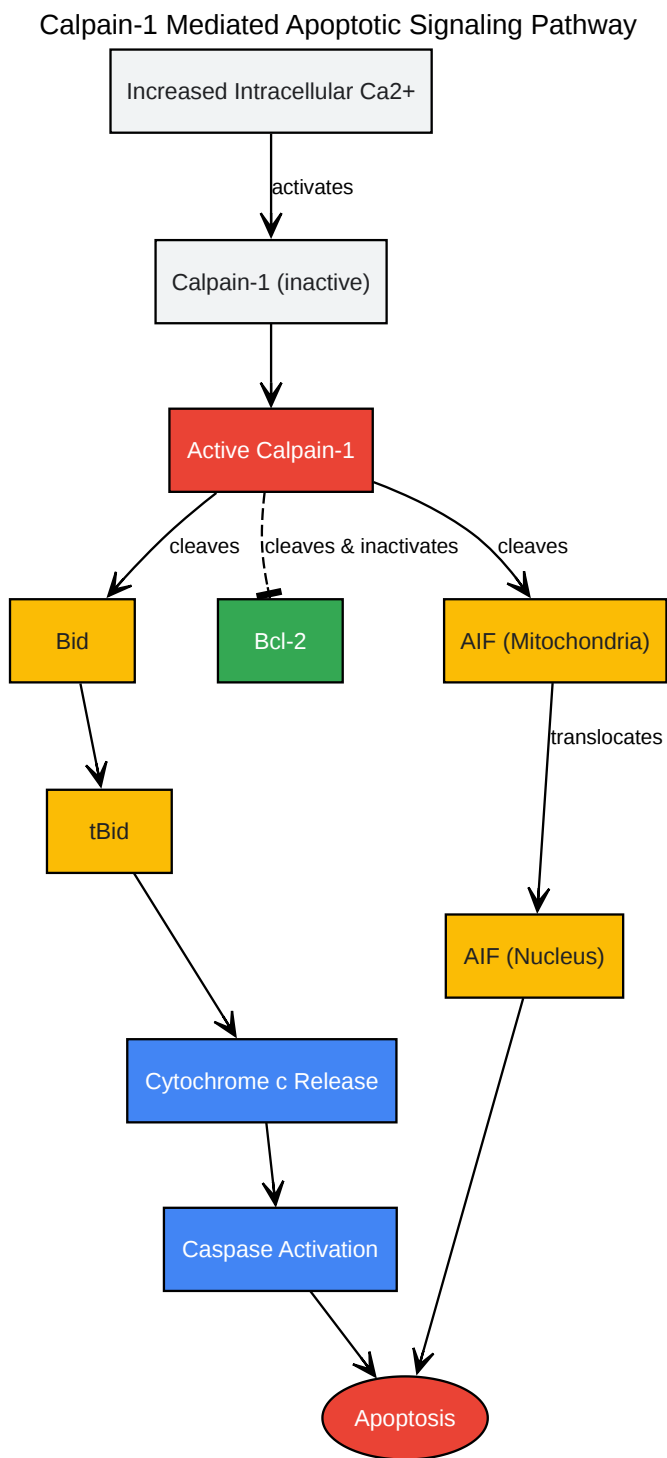 Calpain-1 Mediated Apoptotic Signaling Pathway
Increased Intracellular Ca2+
activates
Calpain-1 (inactive)
Active Calpain-1
cleaves
cleaves & inactivates
cleaves
Bid
Bcl-2
AIF (Mitochondria)
translocates
tBid
AIF (Nucleus)
Cytochrome c Release
Caspase Activation
Apoptosis